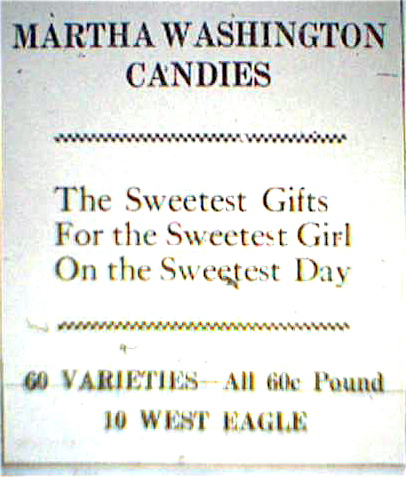 MARTHA WASHINGTON
CANDIES
The Sweetest Gifts
For the Sweetest Girl
On the Sweetest Day
60 VARIETIES—All 60c Pound
10 WEST EAGLE